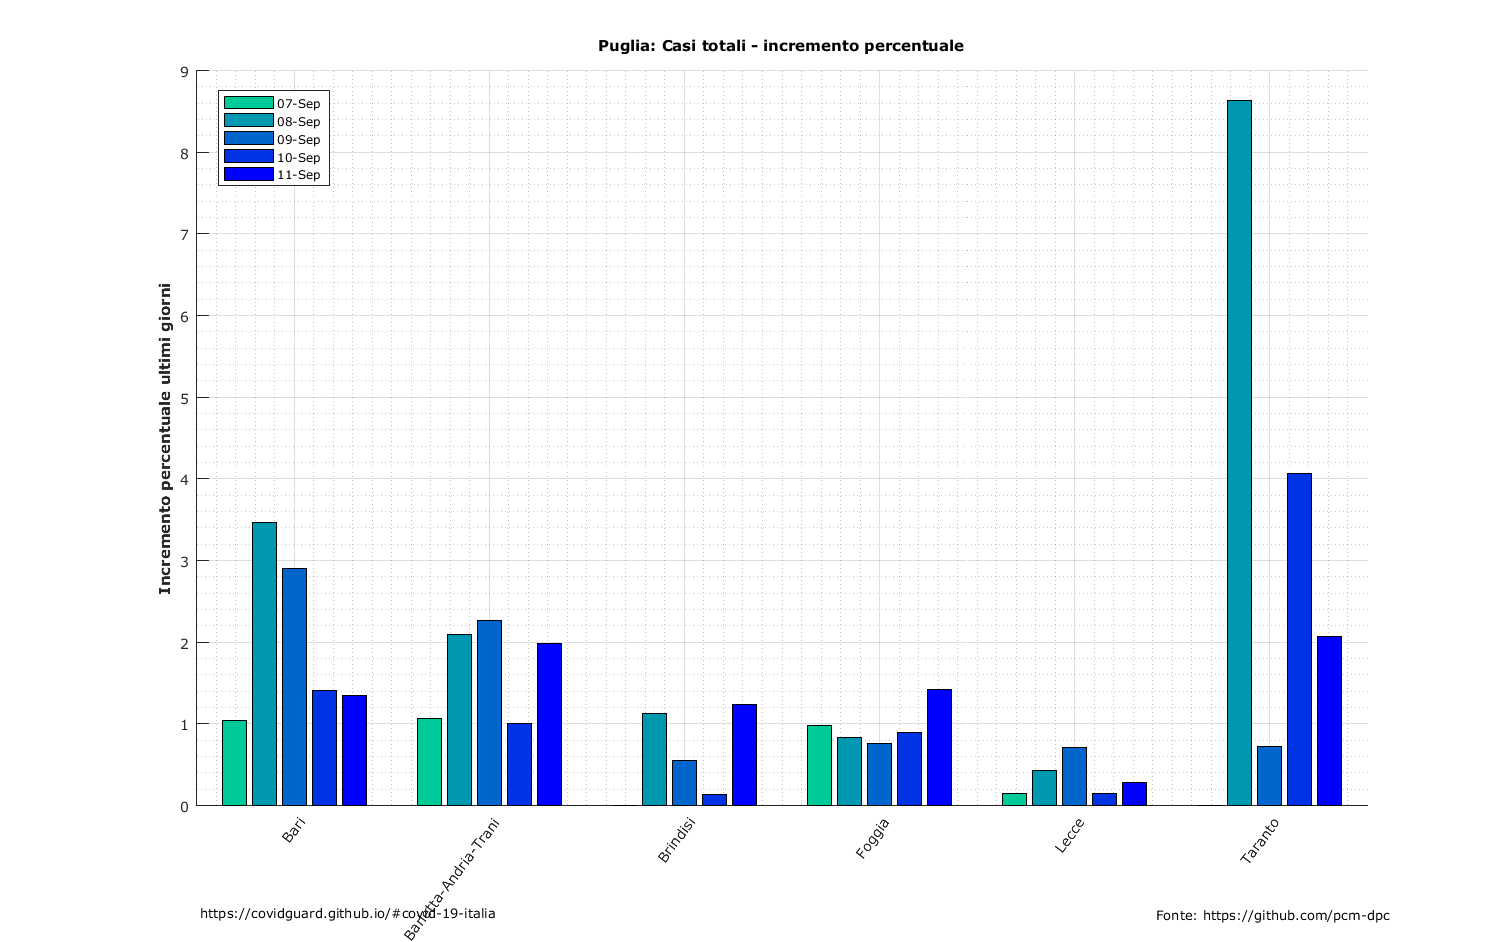 Puglia: Casi totali - incremento percentuale
Incremento percentuale ultimi giorni
9
8
7
6
5
4
3
2
1
0
07-Sep
08-Sep
09-Sep
10-Sep
11-Sep
Bari
Barletta-Andria-Trani
Brindisi
Foggia
Lecce
Taranto
https://covidguard.github.io/#covid-19-italia
Fonte: https://github.com/pcm-dpc